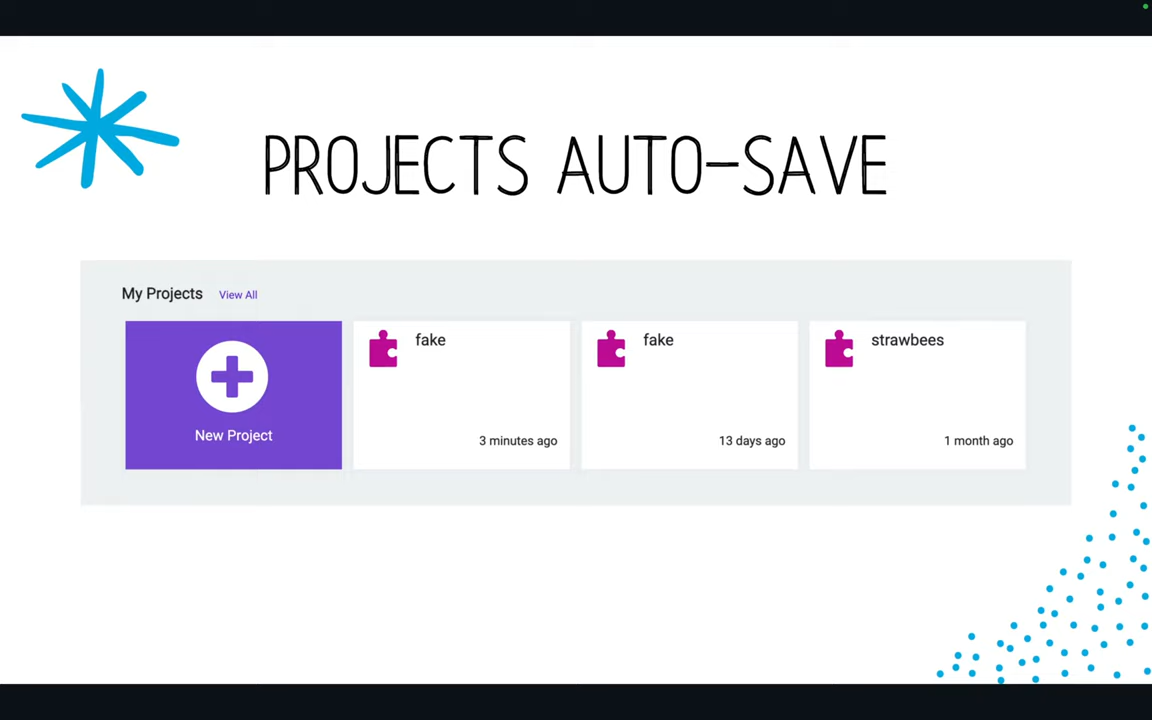 PROJECTS AUTO-SAVE
My Projects View All
New Project
fake
3 minutes ago
fake
13 days ago
strawbees
1 month ago